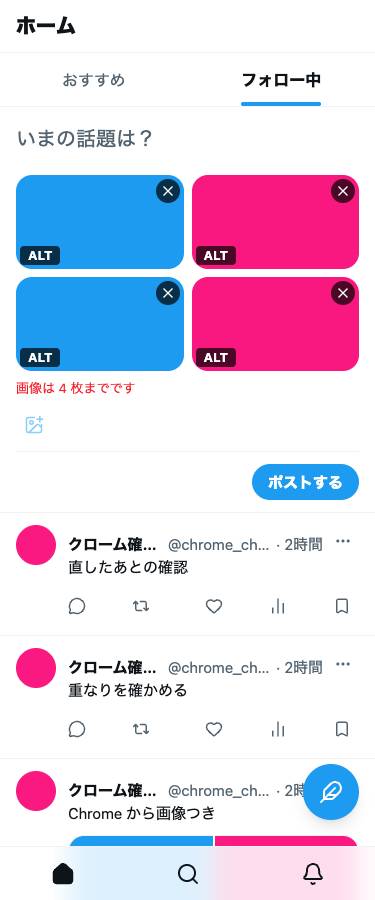 ホーム
おすすめ フォロー中
いまの話題は？
ALT ALT
ALT ALT
画像は 4 枚までです
ポストする
クローム確... @chrome_ch... · 2時間
直したあとの確認
クローム確... @chrome_ch... · 2時間
重なりを確かめる
クローム確... @chrome_ch... · 2時
Chrome から画像つき